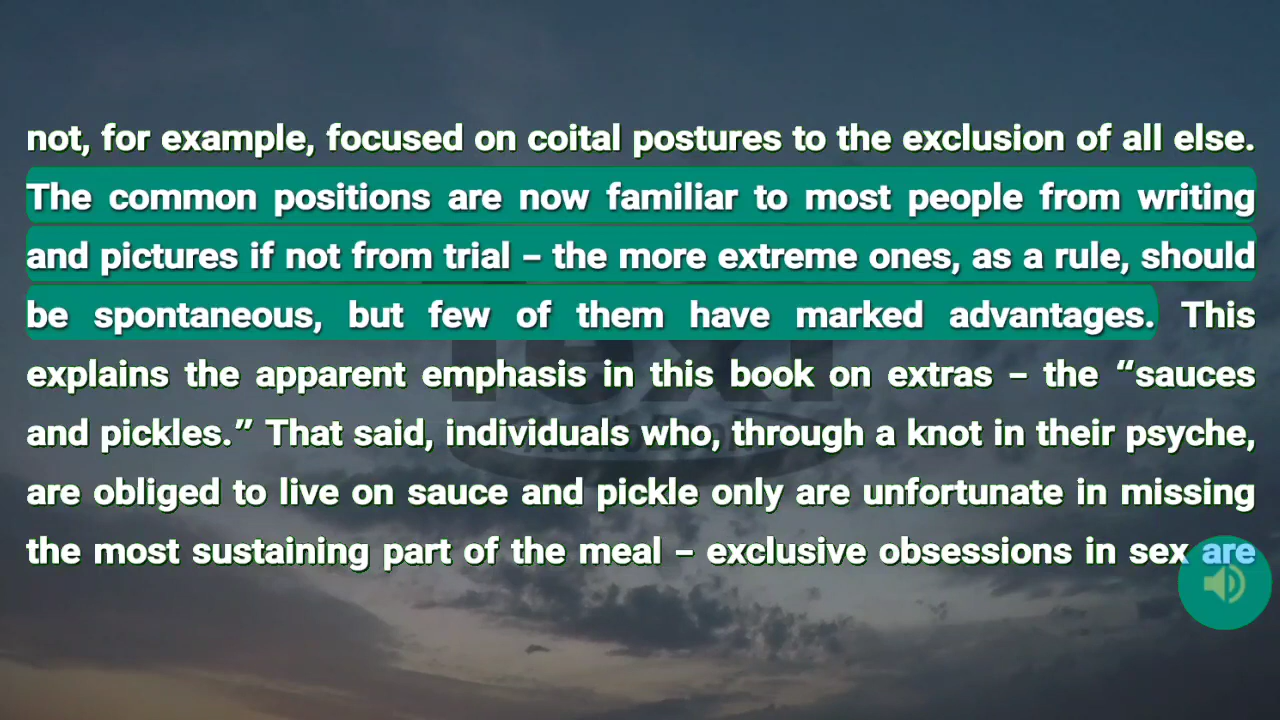 not, for example, focused on coital postures to the exclusion of all else.
The common positions are now familiar to most people from writing
and pictures if not from trial – the more extreme ones, as a rule, should
be spontaneous, but few of them have marked advantages. This
explains the apparent emphasis in this book on extras – the “sauces
and pickles.” That said, individuals who, through a knot in their psyche,
are obliged to live on sauce and pickle only are unfortunate in missing
the most sustaining part of the meal – exclusive obsessions in sex are